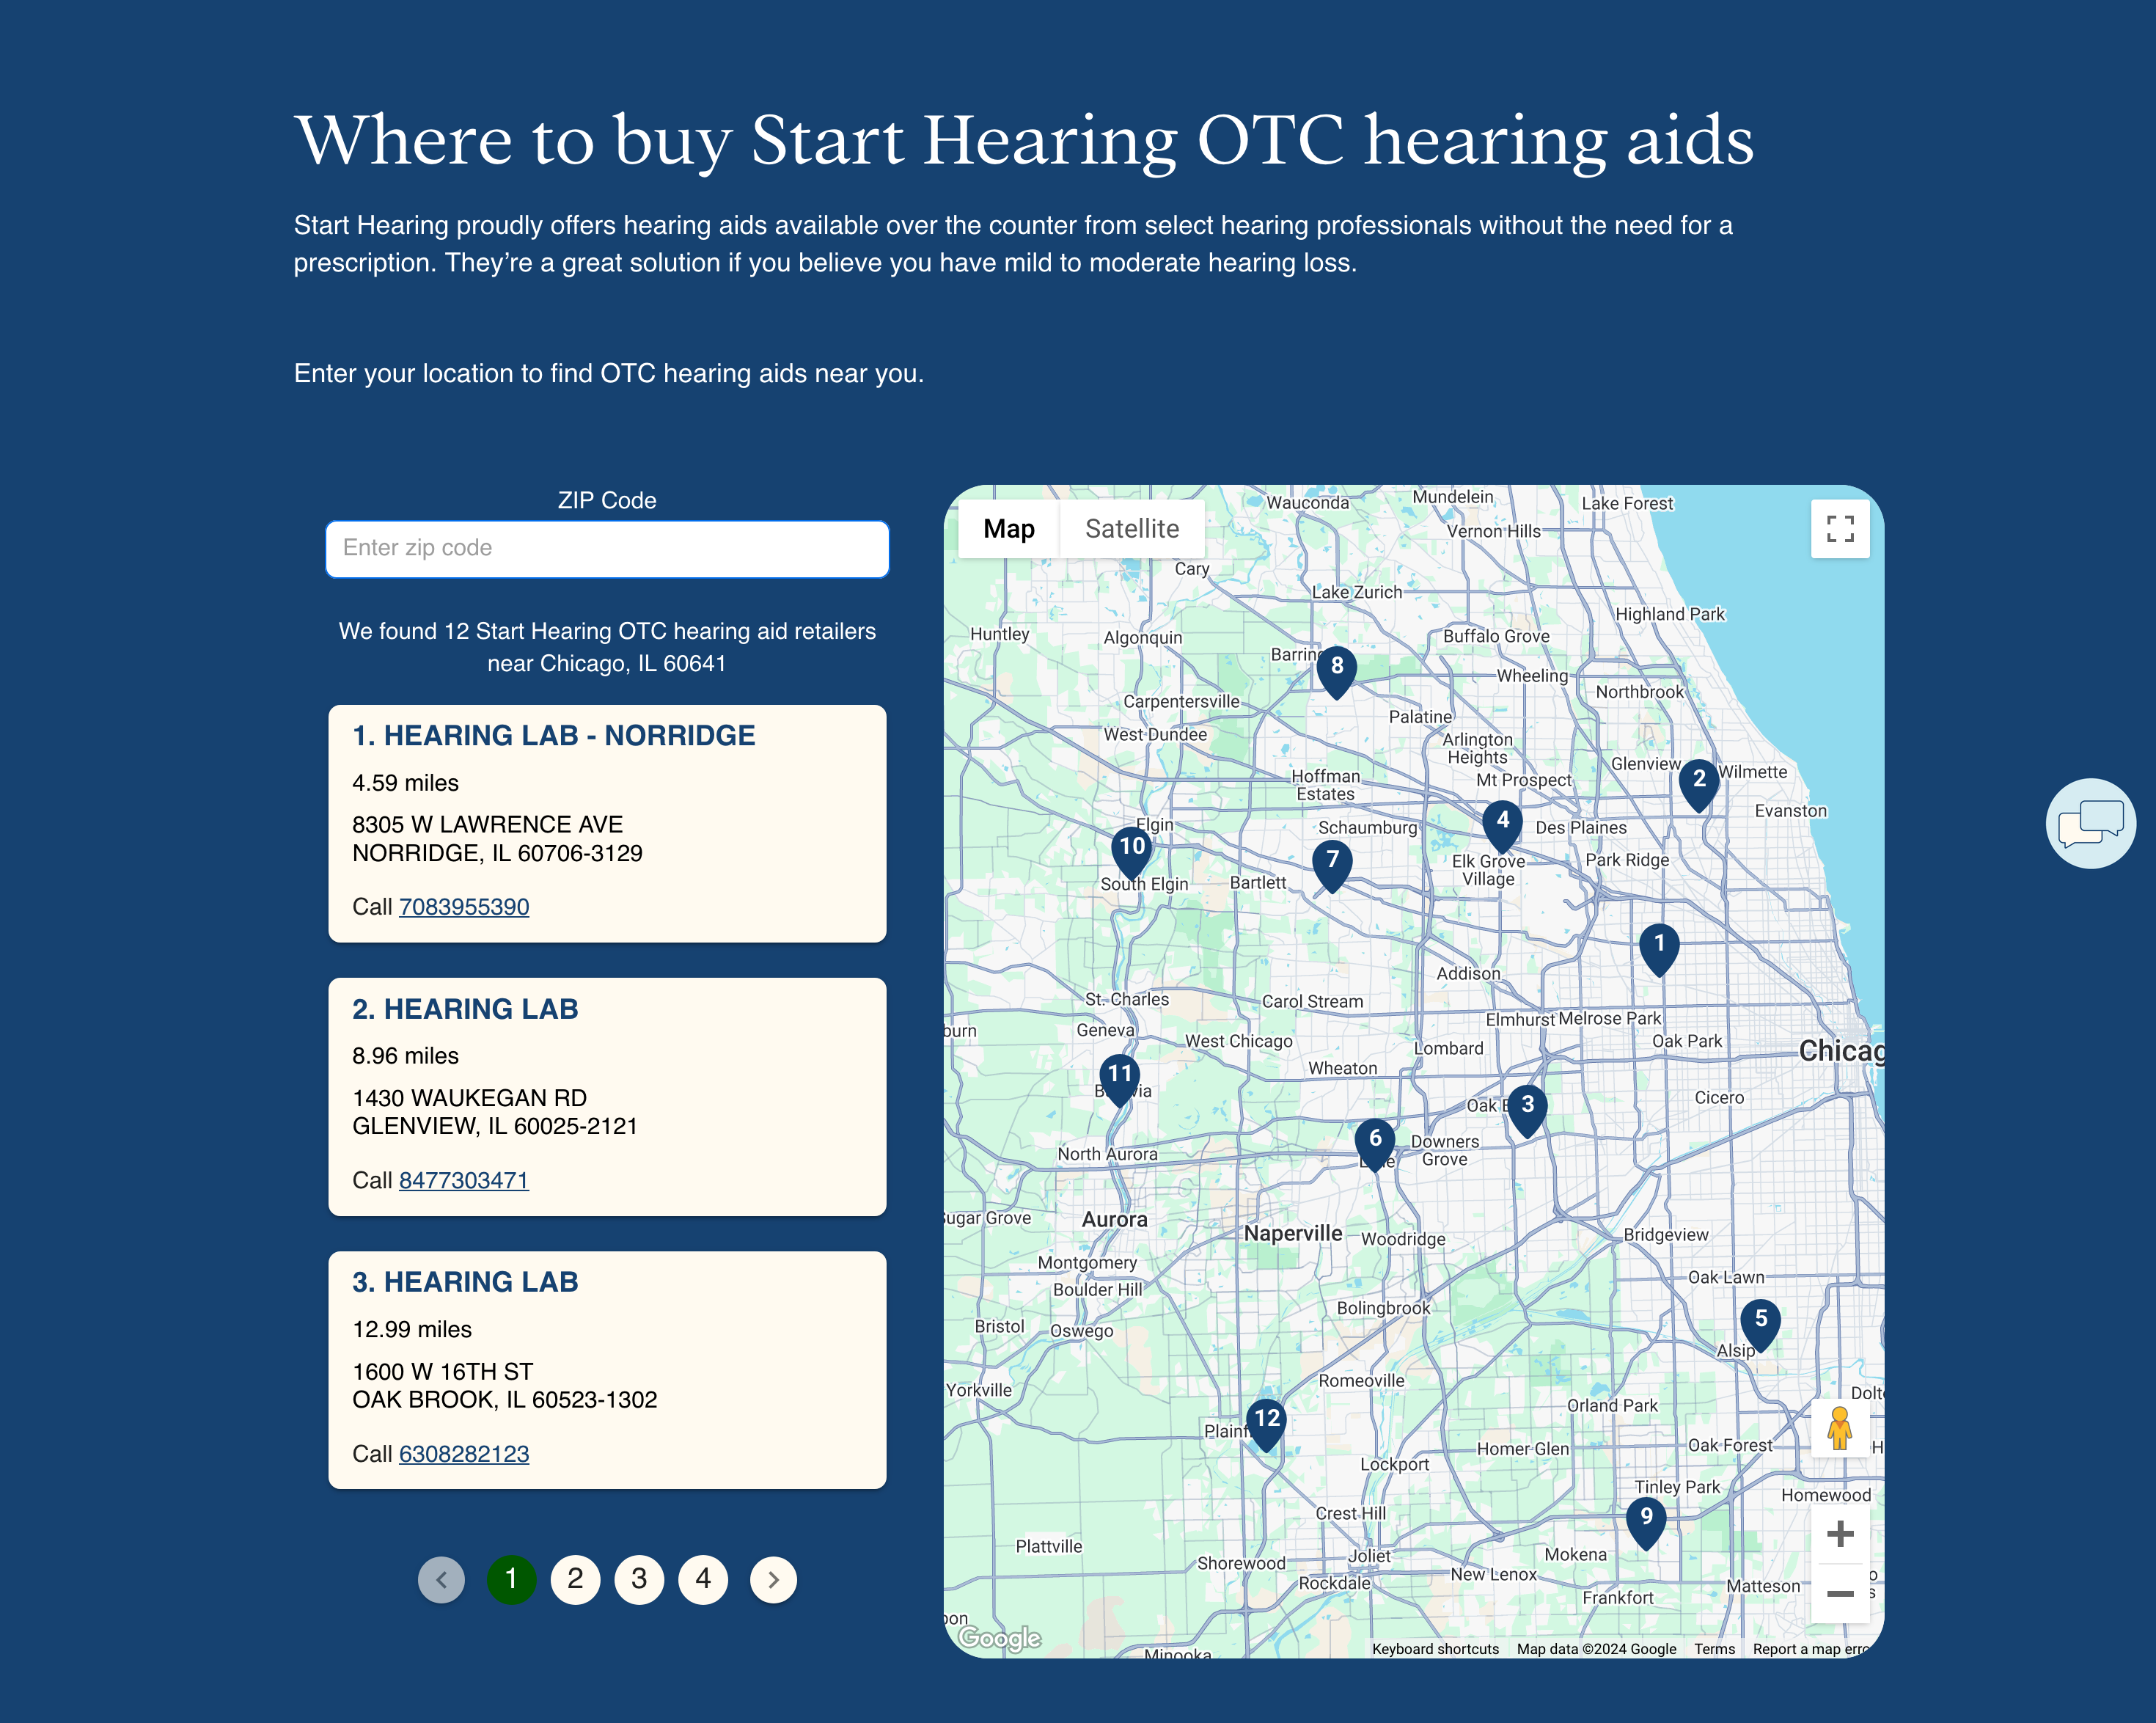 Where to buy Start Hearing OTC hearing aids
Start Hearing proudly offers hearing aids available over the counter from select hearing professionals without the need for a
prescription. They’re a great solution if you believe you have mild to moderate hearing loss.
Enter your location to find OTC hearing aids near you.
ZIP Code
Enter zip code
We found 12 Start Hearing OTC hearing aid retailers
near Chicago, IL 60641
1. HEARING LAB - NORRIDGE
4.59 miles
8305 W LAWRENCE AVE
NORRIDGE, IL 60706-3129
Call 7083955390
2. HEARING LAB
8.96 miles
1430 WAUKEGAN RD
GLENVIEW, IL 60025-2121
Call 8477303471
3. HEARING LAB
12.99 miles
1600 W 16TH ST
OAK BROOK, IL 60523-1302
Call 6308282123
1 2 3 4
Map Satellite
Wauconda
Mundelein
Lake Forest
Vernon Hills
Cary
Lake Zurich
Highland Park
Huntley
Algonquin
Buffalo Grove
8
Wheeling
Northbrook
Carpentersville
Palatine
West Dundee
Arlington
Heights
Glenview
2
Wilmette
Hoffman
Estates
Mt Prospect
Evanston
Elgin
10
Schaumburg
4
Des Plaines
7
Elk Grove
Village
Park Ridge
South Elgin
Bartlett
1
Addison
St. Charles
Carol Stream
Elmhurst
Melrose Park
Geneva
West Chicago
Lombard
Oak Park
Wheaton
11
3
Cicero
6
Downers
Grove
North Aurora
Aurora
Naperville
Woodridge
Bridgeview
Montgomery
Oak Lawn
Boulder Hill
Bolingbrook
Bristol
Oswego
5
Alsip
Yorkville
Romeoville
Orland Park
12
Homer Glen
Oak Forest
Lockport
Tinley Park
Homewood
Crest Hill
9
Plattville
Shorewood
Joliet
Mokena
Rockdale
New Lenox
Matteson
Frankfort
Google
Minooka
Keyboard shortcuts Map data ©2024 Google Terms Report a map erro